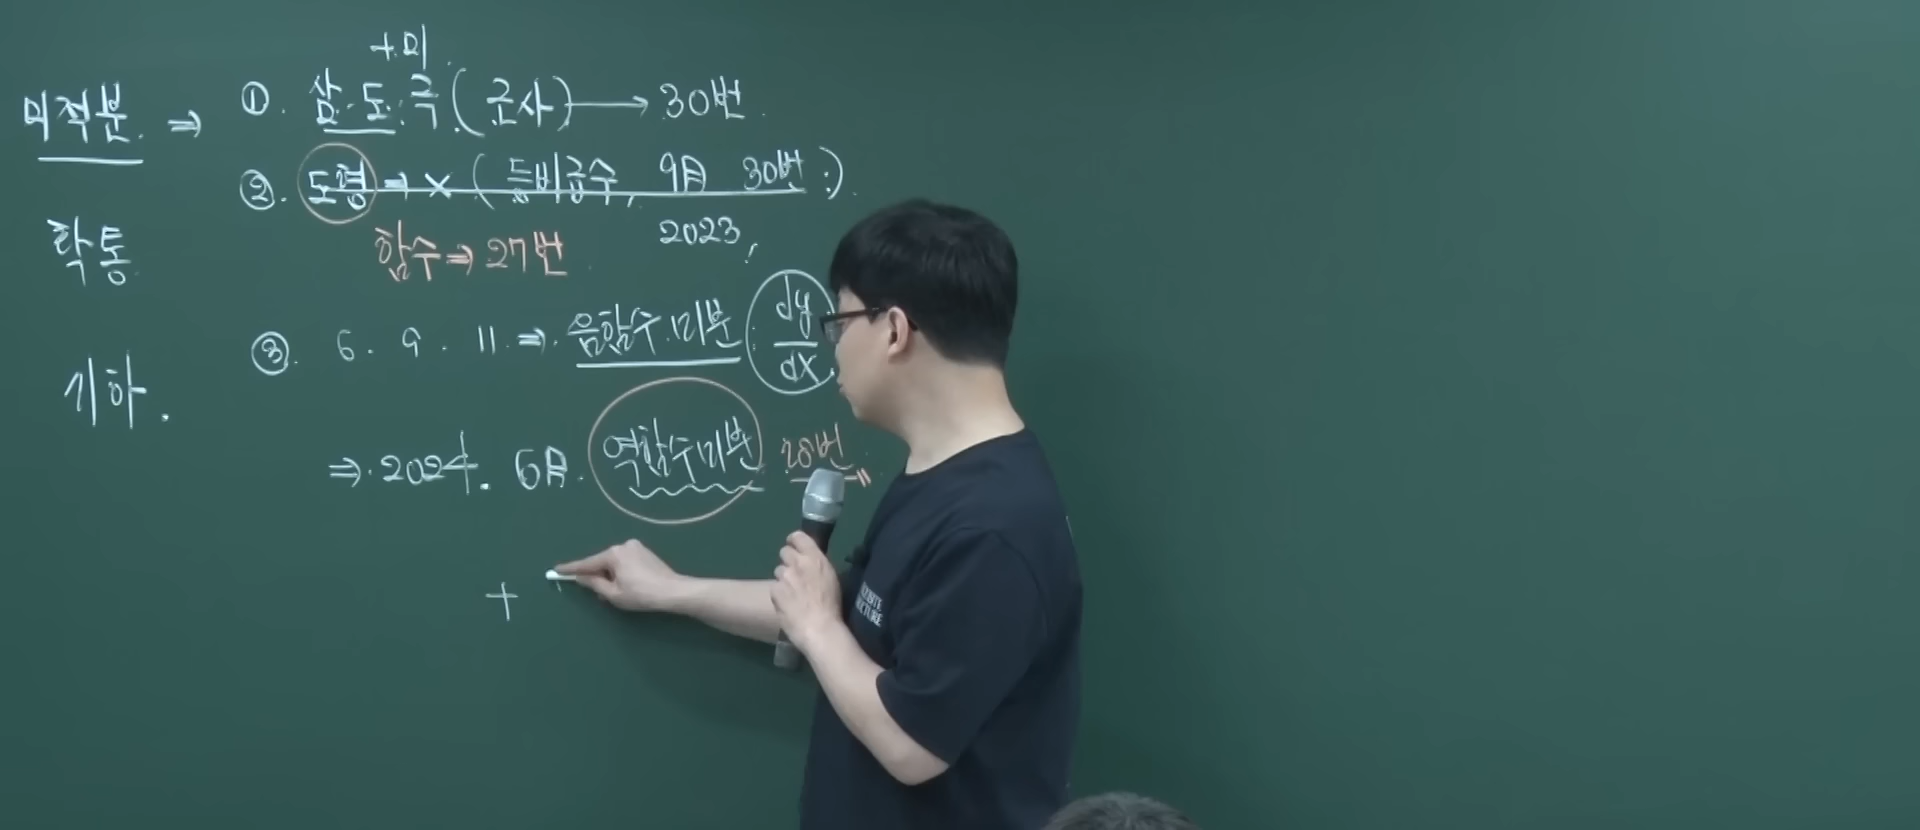 +미
미적분 ⇒ ①. 삼·도·극(조사) → 30번
②. 도형 → × (등비급수, 9月 30번:)
2023,
확통
함수 ⇒ 27번
③. 6. 9. 11 ⇒ 음함수 미분 dy/dx
기하.
⇒ 2024. 6月. 역함수미분 28번
+